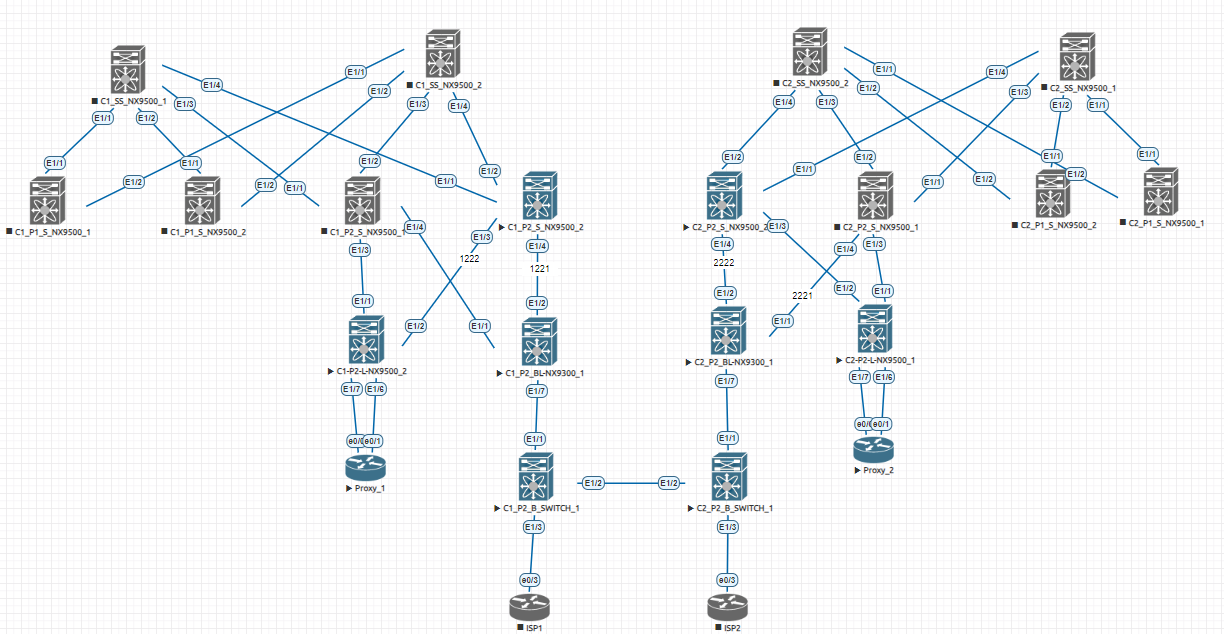 C1_SS_NX9500_1
C1_SS_NX9500_2
C2_SS_NX9500_2
C2_SS_NX9500_1
E1/1
E1/2
E1/3
E1/4
E1/1
E1/2
E1/3
E1/4
E1/4
E1/3
E1/1
E1/2
E1/4
E1/3
E1/2
E1/1
E1/1
E1/2
E1/1
E1/2
E1/1
E1/2
E1/1
E1/2
E1/2
E1/1
E1/2
E1/1
E1/2
E1/1
E1/2
E1/1
C1_P1_S_NX9500_1
C1_P1_S_NX9500_2
C1_P2_S_NX9500_1
C1_P2_S_NX9500_2
C2_P2_S_NX9500_2
C2_P2_S_NX9500_1
C2_P1_S_NX9500_2
C2_P1_S_NX9500_1
E1/3
E1/4
E1/3
E1/4
E1/4
E1/3
E1/4
E1/3
1222
1221
2222
2221
E1/1
E1/2
E1/1
E1/2
E1/2
E1/1
E1/2
E1/1
C1-P2-L-NX9500_2
C1_P2_BL-NX9300_1
C2_P2_BL-NX9300_1
C2-P2-L-NX9500_1
E1/7
E1/6
E1/7
E1/7
E1/7
E1/6
e0/0
e0/1
E1/1
E1/1
e0/0
e0/1
Proxy_1
Proxy_2
E1/2
E1/2
C1_P2_B_SWITCH_1
C2_P2_B_SWITCH_1
E1/3
E1/3
e0/3
e0/3
ISP1
ISP2